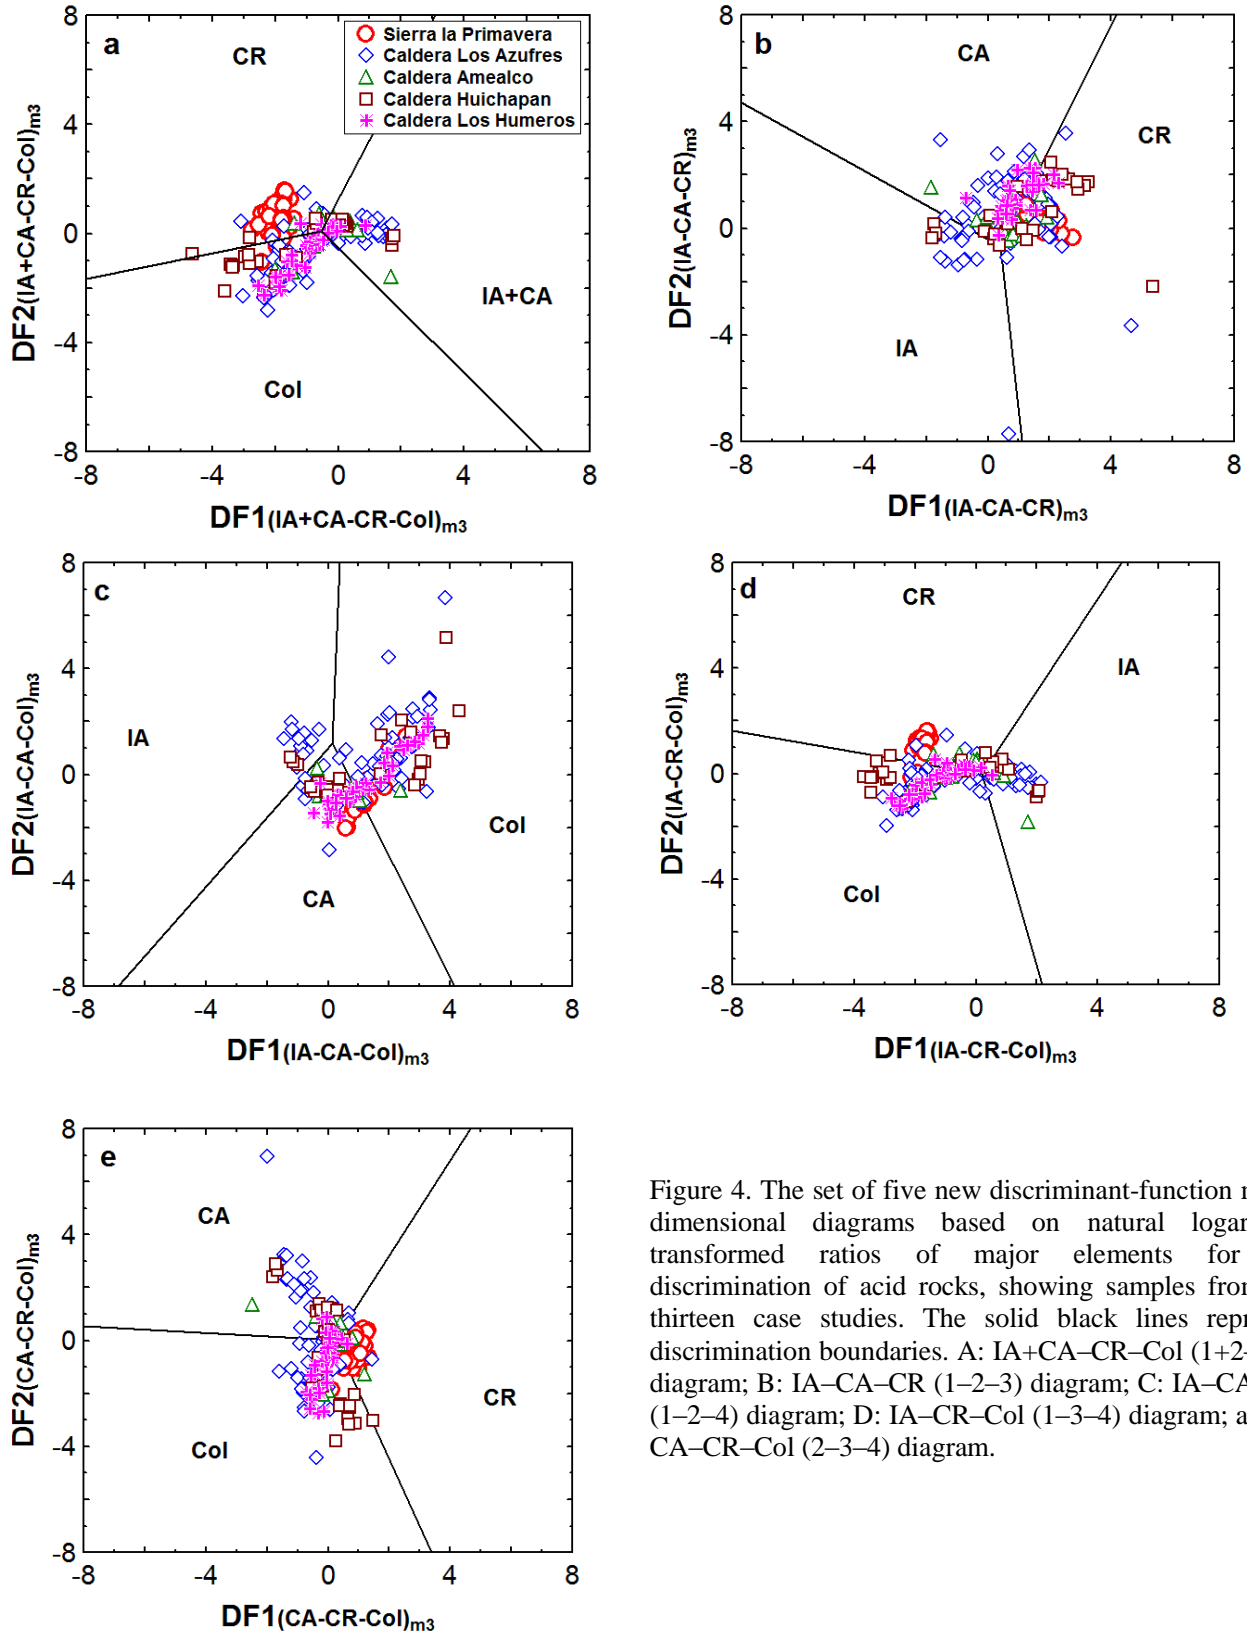 a
CR
Sierra la Primavera
Caldera Los Azufres
Caldera Amealco
Caldera Huichapan
Caldera Los Humeros
IA+CA
Col
8
4
0
-4
-8
-8 -4 0 4 8
DF2(IA+CA-CR-Col)m3
DF1(IA+CA-CR-Col)m3
b
CA
CR
IA
8
4
0
-4
-8
-8 -4 0 4 8
DF2(IA-CA-CR)m3
DF1(IA-CA-CR)m3
c
IA
Col
CA
8
4
0
-4
-8
-8 -4 0 4 8
DF2(IA-CA-Col)m3
DF1(IA-CA-Col)m3
d
CR
IA
Col
8
4
0
-4
-8
-8 -4 0 4 8
DF2(IA-CR-Col)m3
DF1(IA-CR-Col)m3
e
CA
CR
Col
8
4
0
-4
-8
-8 -4 0 4 8
DF2(CA-CR-Col)m3
DF1(CA-CR-Col)m3
Figure 4. The set of five new discriminant-function
dimensional diagrams based on natural
transformed ratios of major elements for
discrimination of acid rocks, showing samples from
thirteen case studies. The solid black lines
discrimination boundaries. A: IA+CA–CR–Col (1+2–
diagram; B: IA–CA–CR (1–2–3) diagram; C: IA–CA
(1–2–4) diagram; D: IA–CR–Col (1–3–4) diagram;
CA–CR–Col (2–3–4) diagram.